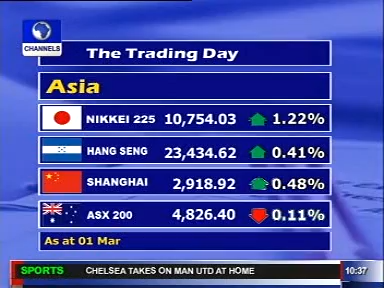 CHANNELS
The Trading Day
Asia
NIKKEI 225 10,754.03 1.22%
HANG SENG 23,434.62 0.41%
SHANGHAI 2,918.92 0.48%
ASX 200 4,826.40 0.11%
As at 01 Mar
SPORTS CHELSEA TAKES ON MAN UTD AT HOME 10:37